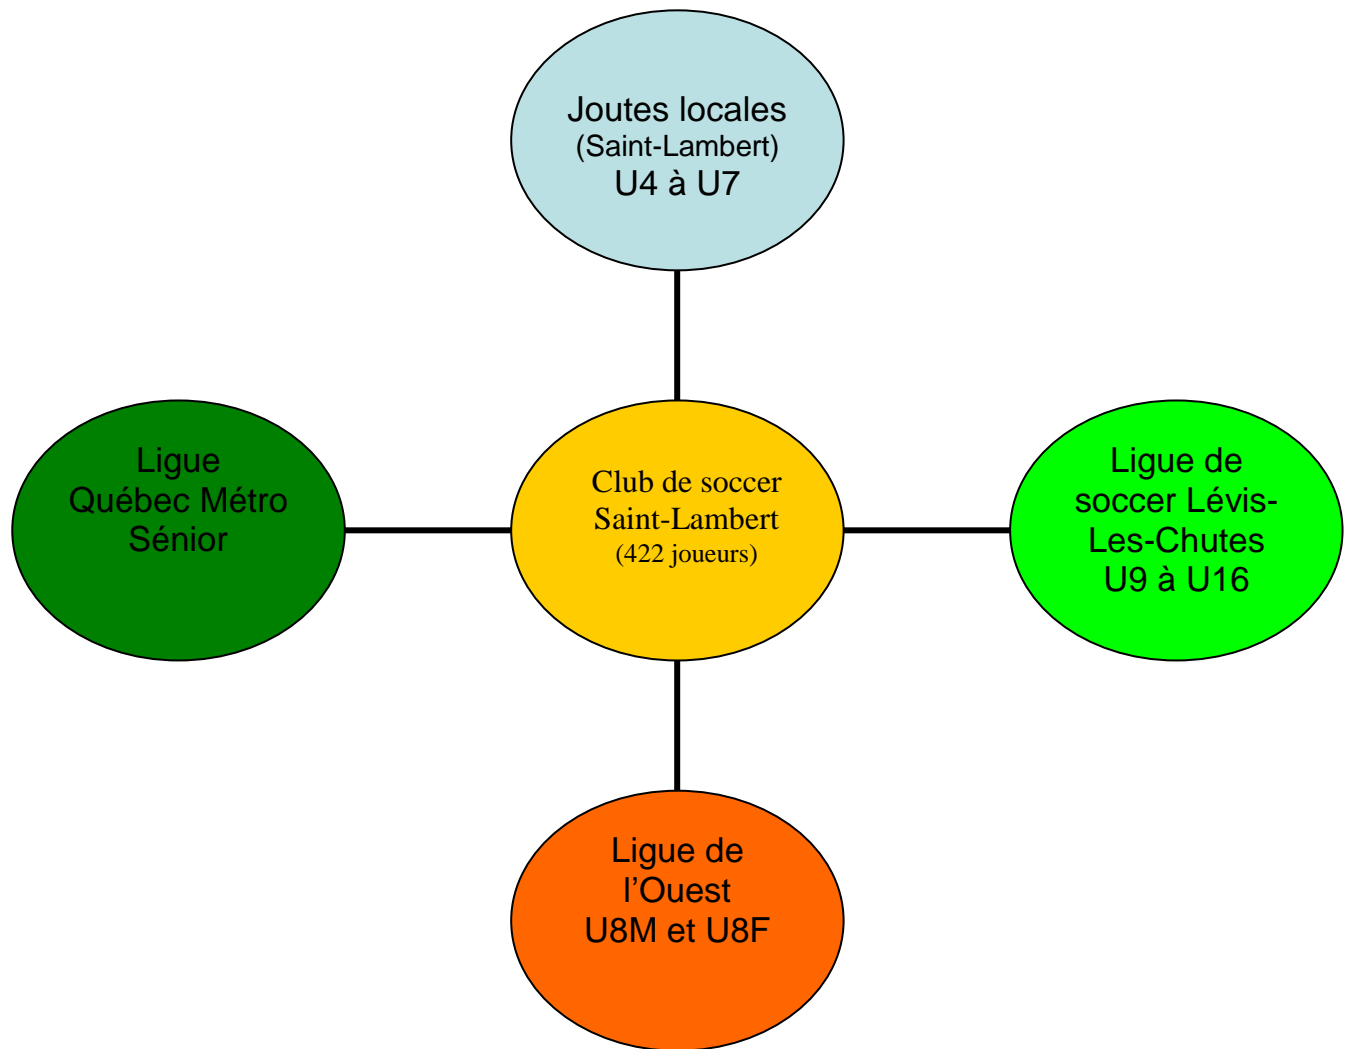 Joutes locales
(Saint-Lambert)
U4 à U7
Ligue
Québec Métro
Sénior
Club de soccer
Saint-Lambert
(422 joueurs)
Ligue de
soccer Lévis-
Les-Chutes
U9 à U16
Ligue de
l’Ouest
U8M et U8F